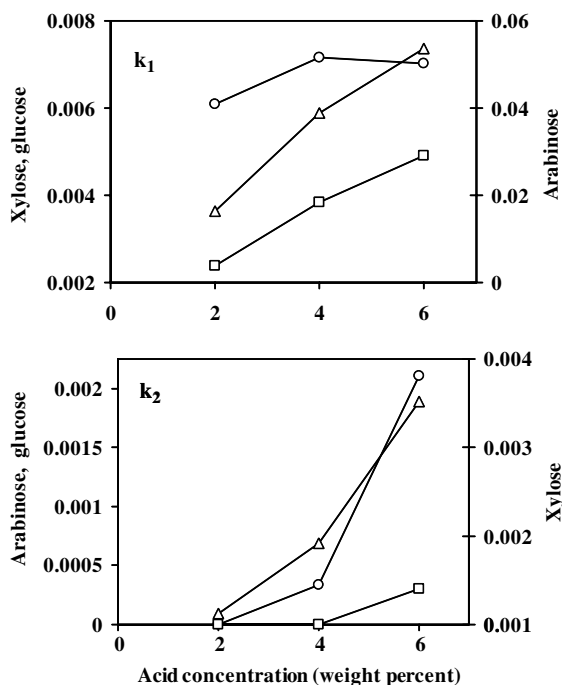 0.008
0.006
0.004
0.002
Xylose, glucose
k1
0.06
0.04
0.02
0
Arabinose
0 2 4 6
0.002
0.0015
0.001
0.0005
0
Arabinose, glucose
k2
0.004
0.003
0.002
0.001
Xylose
0 2 4 6
Acid concentration (weight percent)